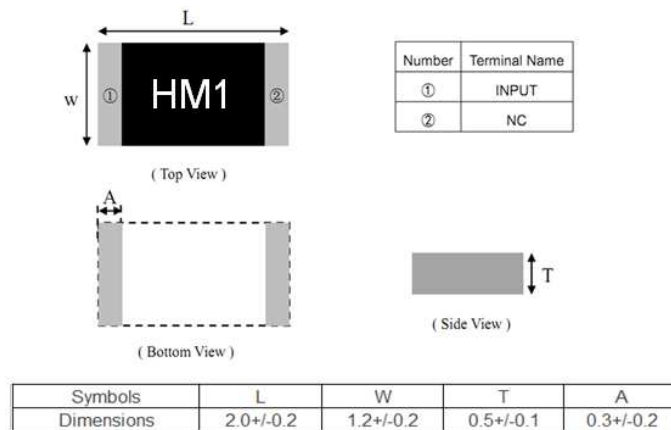 L
W
① HM1 ②
( Top View )
Number Terminal Name
① INPUT
② NC
A
( Bottom View )
T
( Side View )
Symbols L W T A
Dimensions 2.0+/-0.2 1.2+/-0.2 0.5+/-0.1 0.3+/-0.2